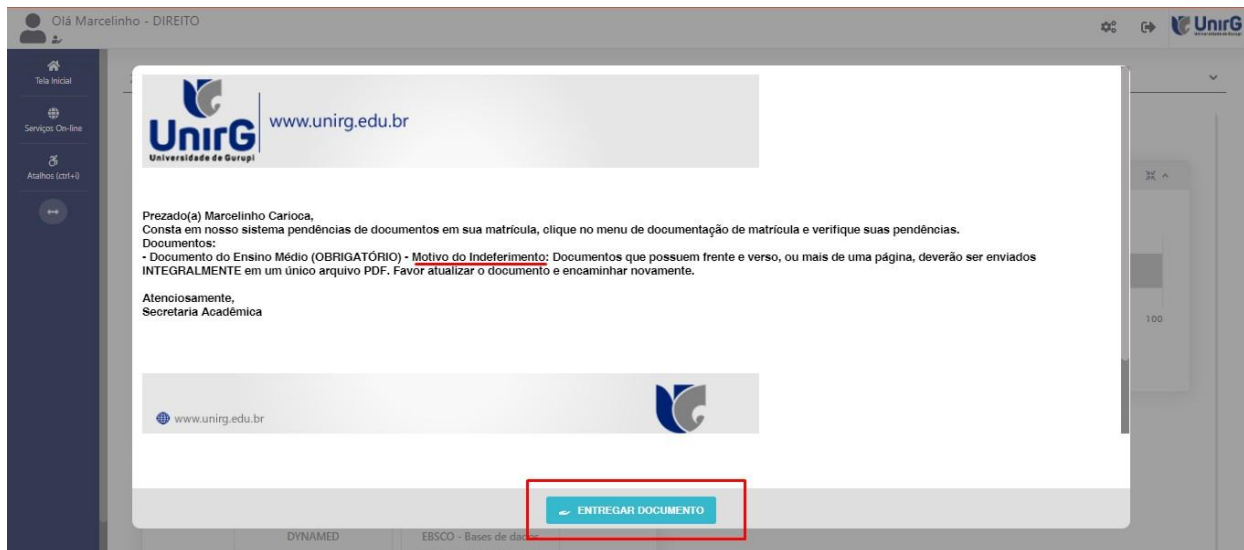 Olá Marcelinho - DIREITO
UnirG
Tela Inicial
Serviços On-line
Atalhos (ctrl+i)
UnirG
Universidade de Gurupi
www.unirg.edu.br
Prezado(a) Marcelinho Carioca,
Consta em nosso sistema pendências de documentos em sua matrícula, clique no menu de documentação de matrícula e verifique suas pendências.
Documentos:
- Documento do Ensino Médio (OBRIGATÓRIO) - Motivo do Indeferimento: Documentos que possuem frente e verso, ou mais de uma página, deverão ser enviados
INTEGRALMENTE em um único arquivo PDF. Favor atualizar o documento e encaminhar novamente.
Atenciosamente,
Secretaria Acadêmica
100
www.unirg.edu.br
ENTREGAR DOCUMENTO
DYNAMED
EBSCO - Bases de dados